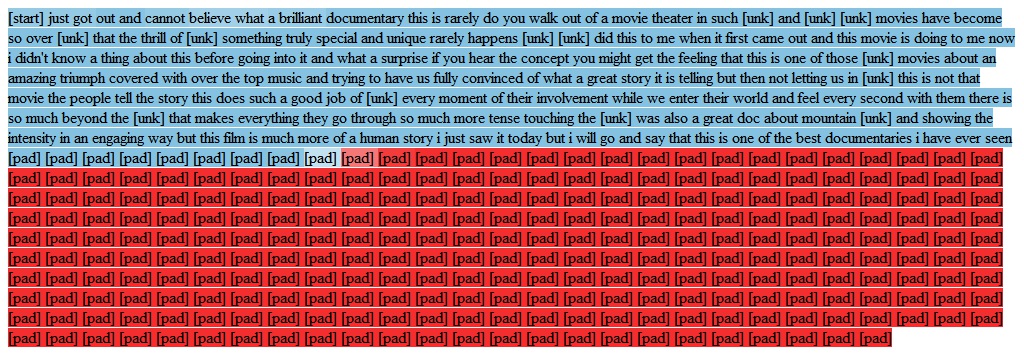 [start] just got out and cannot believe what a brilliant documentary this is rarely do you walk out of a movie theater in such [unk] and [unk] [unk] movies have become
so over [unk] that the thrill of [unk] something truly special and unique rarely happens [unk] [unk] did this to me when it first came out and this movie is doing to me now
i didn't know a thing about this before going into it and what a surprise if you hear the concept you might get the feeling that this is one of those [unk] movies about an
amazing triumph covered with over the top music and trying to have us fully convinced of what a great story it is telling but then not letting us in [unk] this is not that
movie the people tell the story this does such a good job of [unk] every moment of their involvement while we enter their world and feel every second with them there is
so much beyond the [unk] that makes everything they go through so much more tense touching the [unk] was also a great doc about mountain [unk] and showing the
intensity in an engaging way but this film is much more of a human story i just saw it today but i will go and say that this is one of the best documentaries i have ever seen
[pad] [pad] [pad] [pad] [pad] [pad] [pad] [pad] [pad] [pad] [pad] [pad] [pad] [pad] [pad] [pad] [pad] [pad] [pad] [pad] [pad] [pad] [pad] [pad] [pad] [pad] [pad]
[pad] [pad] [pad] [pad] [pad] [pad] [pad] [pad] [pad] [pad] [pad] [pad] [pad] [pad] [pad] [pad] [pad] [pad] [pad] [pad] [pad] [pad] [pad] [pad] [pad] [pad] [pad]
[pad] [pad] [pad] [pad] [pad] [pad] [pad] [pad] [pad] [pad] [pad] [pad] [pad] [pad] [pad] [pad] [pad] [pad] [pad] [pad] [pad] [pad] [pad] [pad] [pad] [pad] [pad]
[pad] [pad] [pad] [pad] [pad] [pad] [pad] [pad] [pad] [pad] [pad] [pad] [pad] [pad] [pad] [pad] [pad] [pad] [pad] [pad] [pad] [pad] [pad] [pad] [pad] [pad] [pad]
[pad] [pad] [pad] [pad] [pad] [pad] [pad] [pad] [pad] [pad] [pad] [pad] [pad] [pad] [pad] [pad] [pad] [pad] [pad] [pad] [pad] [pad] [pad] [pad] [pad] [pad] [pad]
[pad] [pad] [pad] [pad] [pad] [pad] [pad] [pad] [pad] [pad] [pad] [pad] [pad] [pad] [pad] [pad] [pad] [pad] [pad] [pad] [pad] [pad] [pad] [pad] [pad] [pad] [pad]
[pad] [pad] [pad] [pad] [pad] [pad] [pad] [pad] [pad] [pad] [pad] [pad] [pad] [pad] [pad] [pad] [pad] [pad] [pad] [pad] [pad] [pad] [pad] [pad] [pad] [pad] [pad]
[pad] [pad] [pad] [pad] [pad] [pad] [pad] [pad] [pad] [pad] [pad] [pad] [pad] [pad] [pad] [pad] [pad] [pad] [pad] [pad] [pad] [pad] [pad] [pad] [pad] [pad] [pad]
[pad] [pad] [pad] [pad] [pad] [pad] [pad] [pad] [pad] [pad] [pad] [pad] [pad] [pad] [pad] [pad] [pad] [pad] [pad] [pad] [pad] [pad] [pad] [pad] [pad] [pad] [pad]
[pad] [pad] [pad] [pad] [pad] [pad] [pad] [pad] [pad] [pad] [pad] [pad] [pad] [pad] [pad] [pad] [pad] [pad] [pad] [pad] [pad] [pad] [pad] [pad]